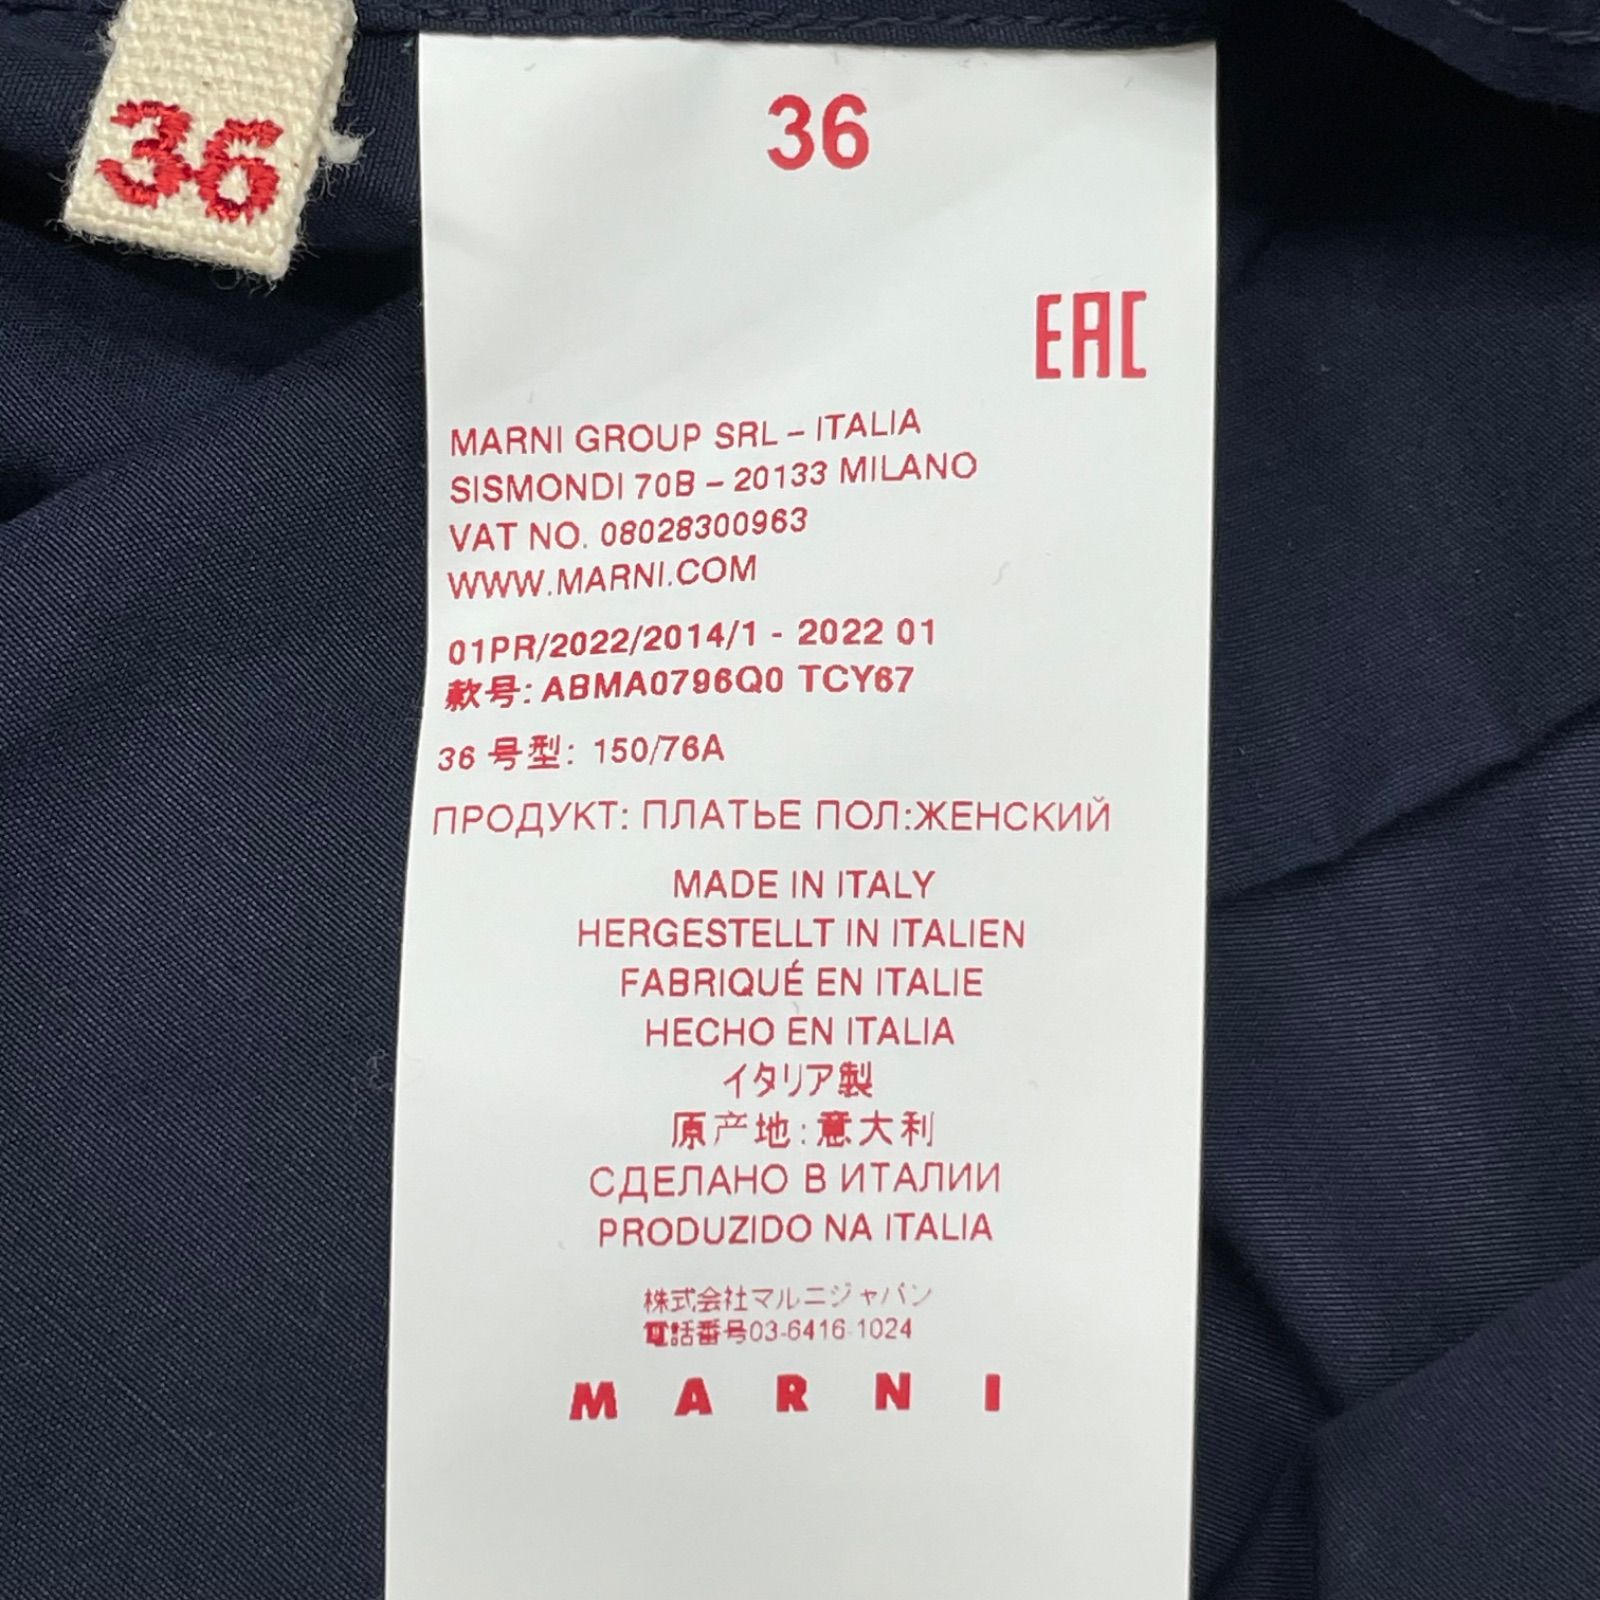 36
36
EAC
MARNI GROUP SRL – ITALIA
SISMONDI 70B – 20133 MILANO
VAT NO. 08028300963
WWW.MARNI.COM
01PR/2022/2014/1 - 2022 01
款号: ABMA0796Q0 TCY67
36 号型: 150/76A
ПРОДУКТ: ПЛАТЬЕ ПОЛ:ЖЕНСКИЙ
MADE IN ITALY
HERGESTELLT IN ITALIEN
FABRIQUÉ EN ITALIE
HECHO EN ITALIA
イタリア製
原产地:意大利
СДЕЛАНО В ИТАЛИИ
PRODUZIDO NA ITALIA
株式会社マルニジャパン
電話番号03-6416-1024
MARNI